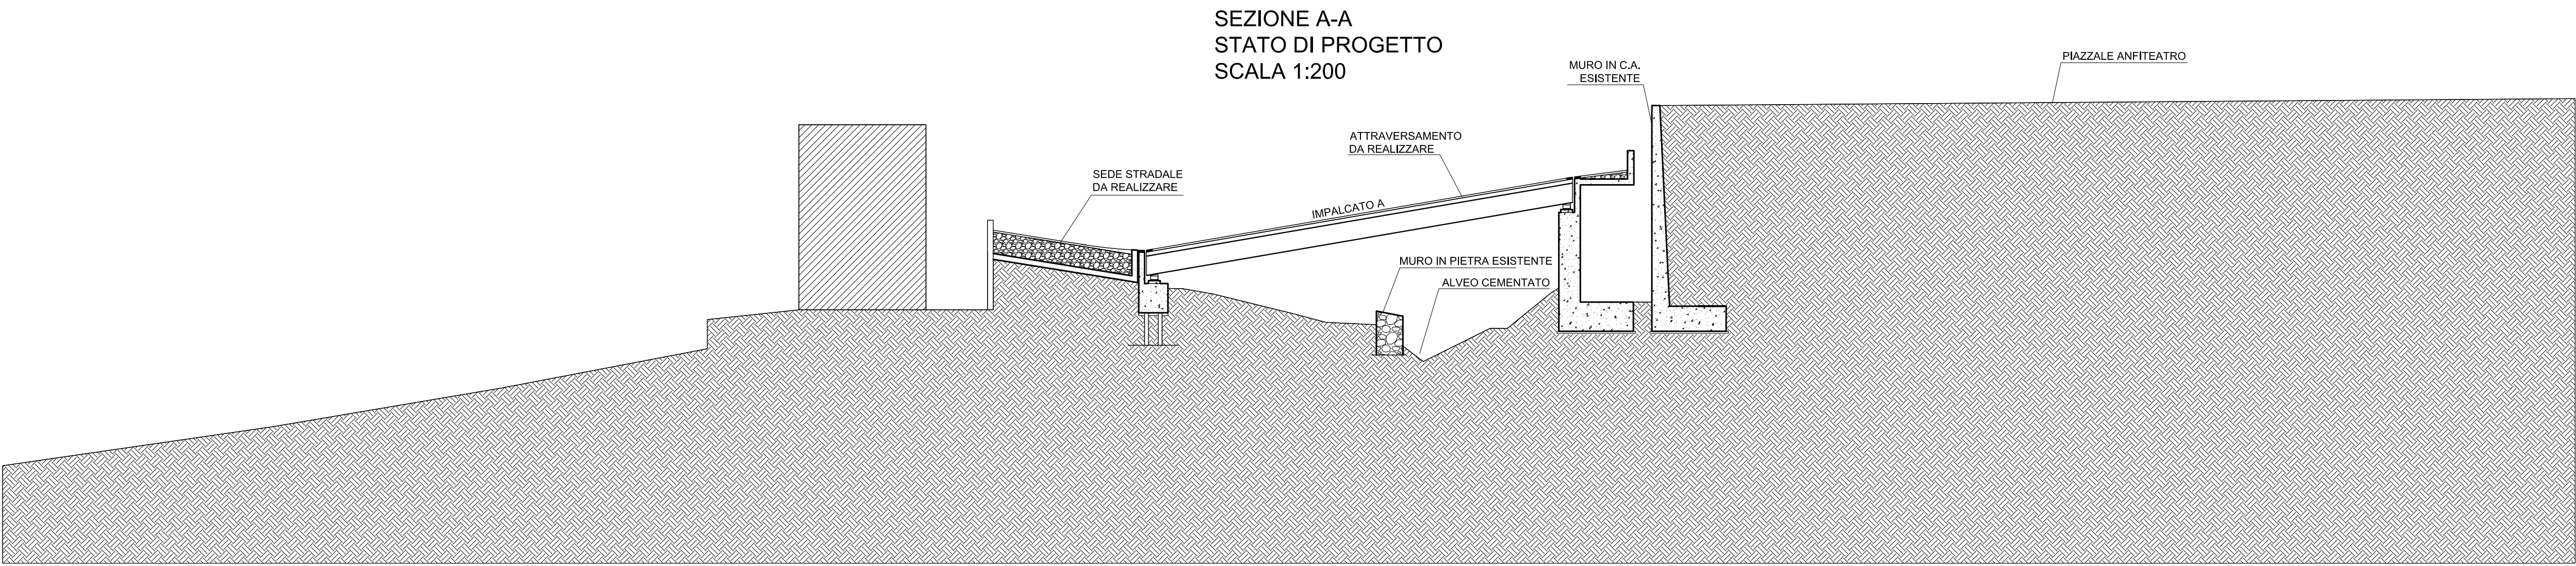 SEZIONE A-A
STATO DI PROGETTO
SCALA 1:200
PIAZZALE ANFITEATRO
MURO IN C.A.
ESISTENTE
ATTRAVERSAMENTO
DA REALIZZARE
SEDE STRADALE
DA REALIZZARE
IMPALCATO A
MURO IN PIETRA ESISTENTE
ALVEO CEMENTATO